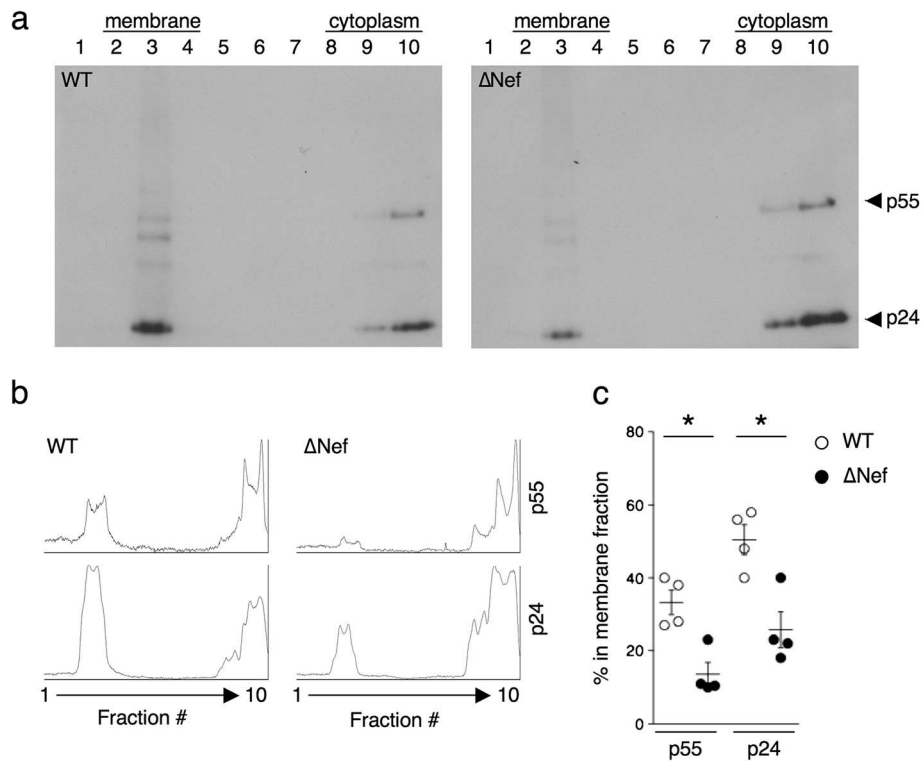 a
membrane cytoplasm membrane cytoplasm
1 2 3 4 5 6 7 8 9 10 1 2 3 4 5 6 7 8 9 10
WT ΔNef
◄ p55
◄ p24
b
WT ΔNef
p55
p24
1 10 1 10
Fraction # Fraction #
c
* *
WT
ΔNef
80
60
40
20
0
% in membrane fraction
p55 p24